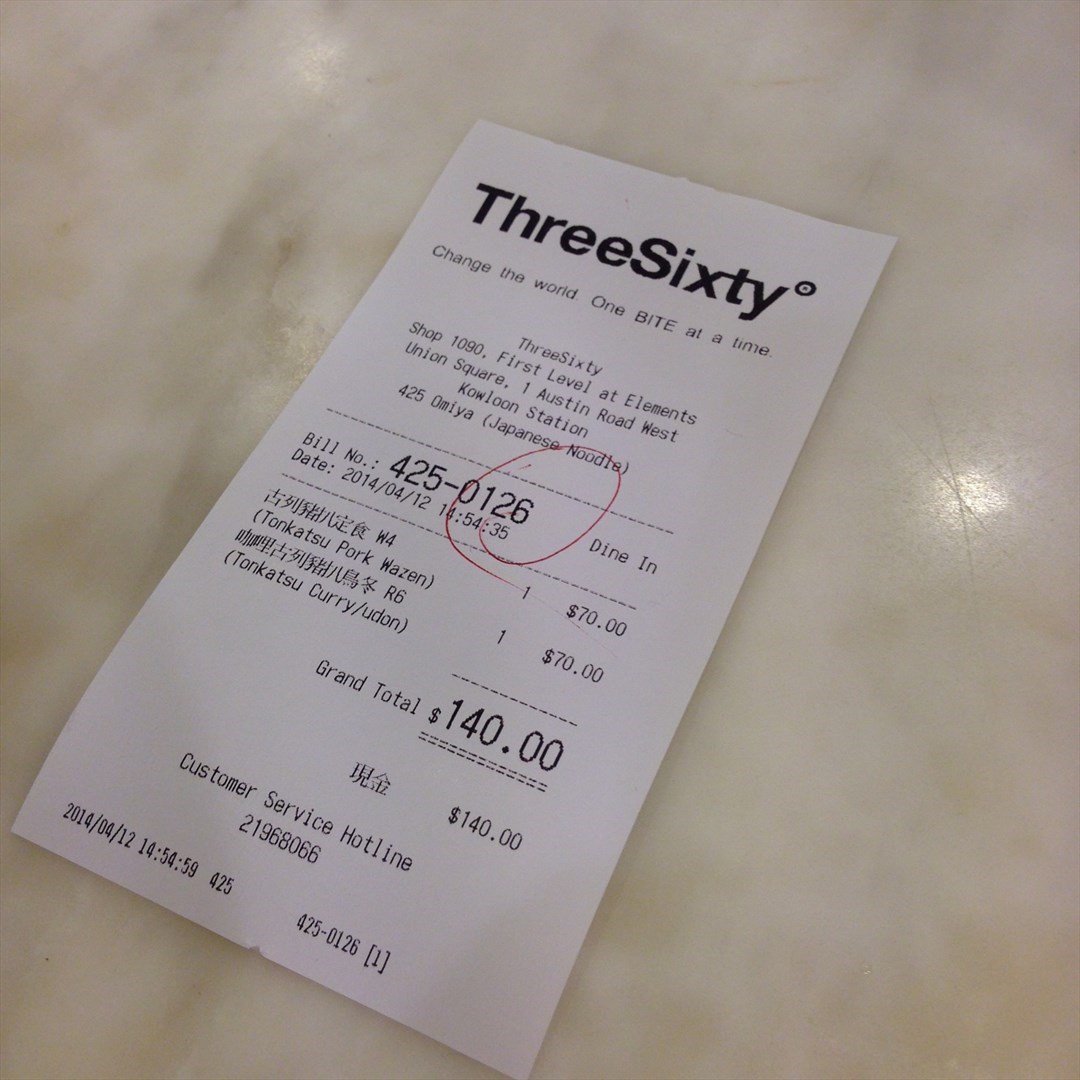 ThreeSixty®
Change the world. One BITE at a time.
ThreeSixty
Shop 1090, First Level at Elements
Union Square, 1 Austin Road West
Kowloon Station
425 Omiya (Japanese Noodle)
Bill No.: 425-0126
Date: 2014/04/12 14:54:35 Dine In
古列豬扒定食 W4 1 $70.00
(Tonkatsu Pork Wazen)
咖哩古列豬扒烏冬 R6 1 $70.00
(Tonkatsu Curry/udon)
Grand Total $140.00
現金 $140.00
Customer Service Hotline
21968066
2014/04/12 14:54:59 425
425-0126 [1]